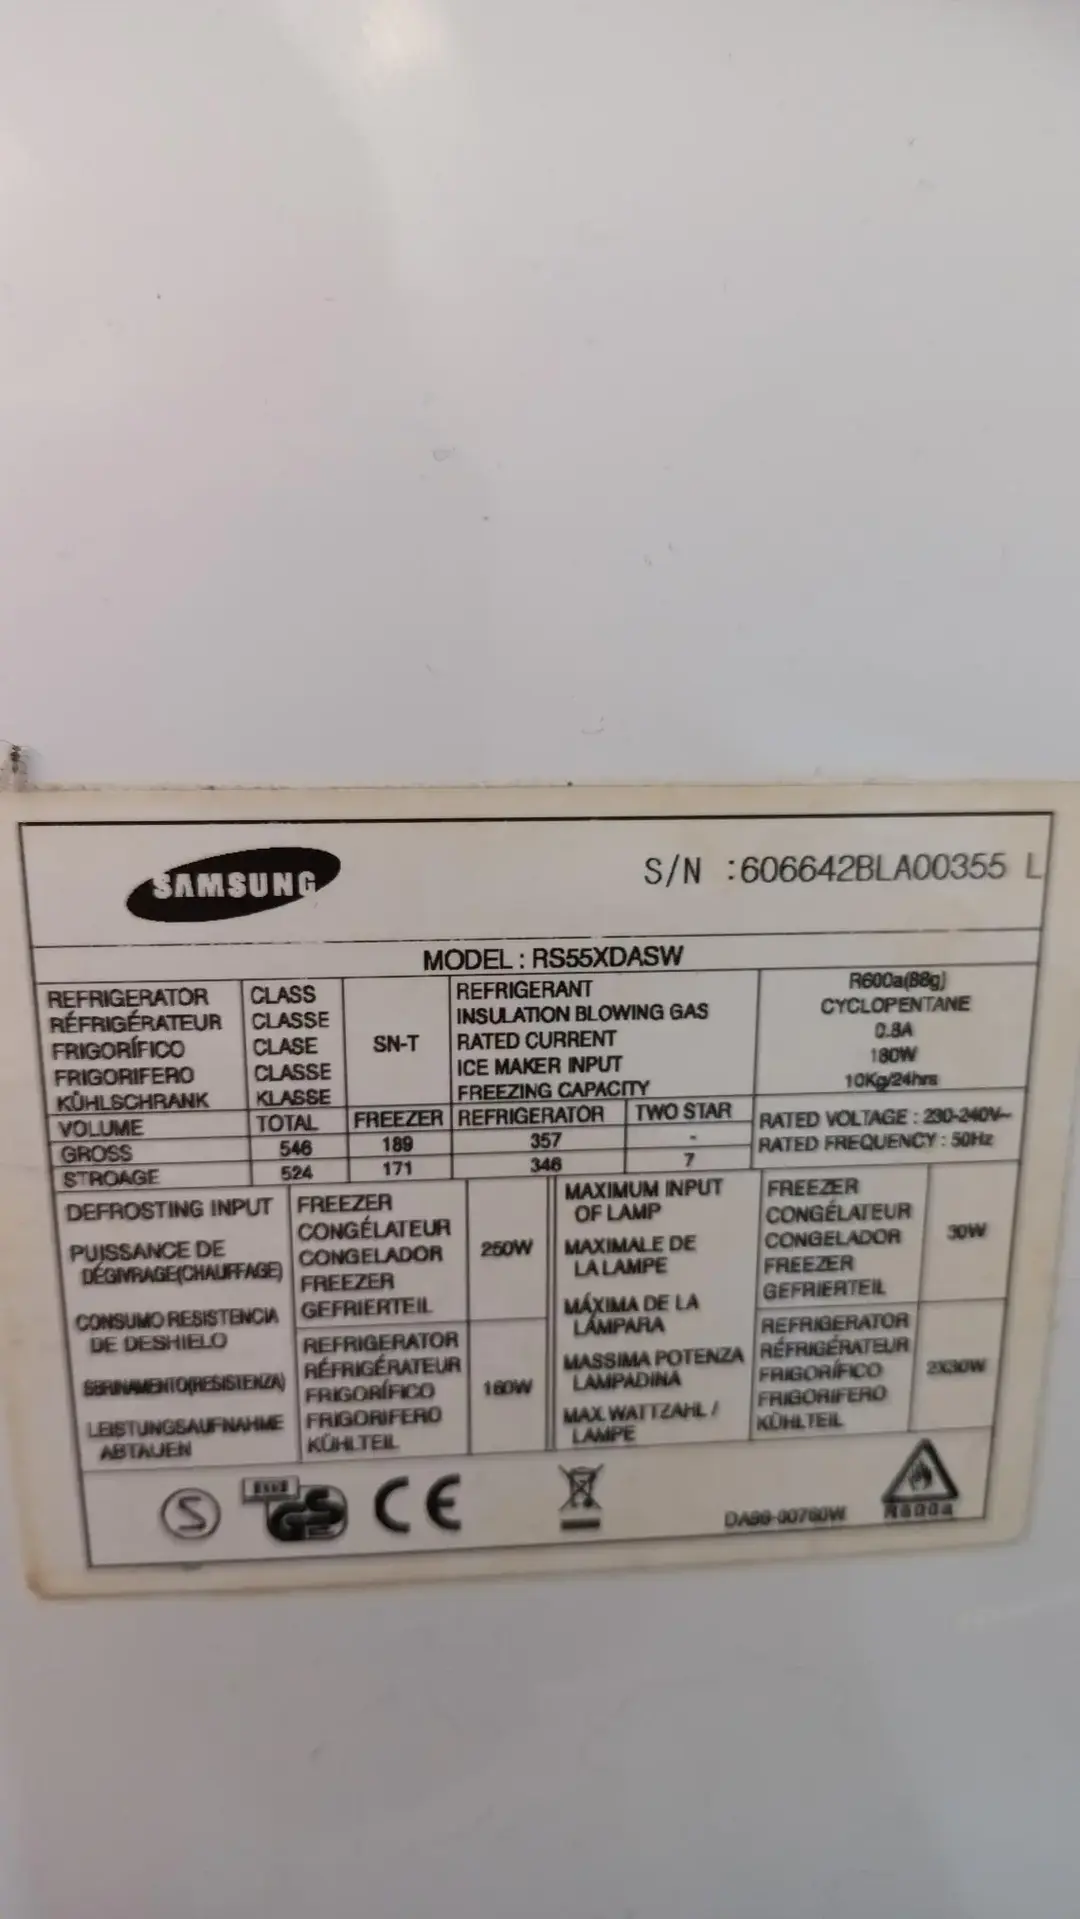 SAMSUNG
S/N :606642BLA00355 L
MODEL : RS55XDASW
REFRIGERATOR
RÉFRIGÉRATEUR
FRIGORÍFICO
FRIGORIFERO
KÜHLSCHRANK
CLASS
CLASSE
CLASE
CLASSE
KLASSE
SN-T
REFRIGERANT
INSULATION BLOWING GAS
RATED CURRENT
ICE MAKER INPUT
FREEZING CAPACITY
R600a(88g)
CYCLOPENTANE
0.8A
180W
10Kg/24hrs
VOLUME TOTAL FREEZER REFRIGERATOR TWO STAR
GROSS 546 189 357 -
STROAGE 524 171 346 7
RATED VOLTAGE : 230-240V~
RATED FREQUENCY : 50Hz
DEFROSTING INPUT
PUISSANCE DE
DÉGIVRAGE(CHAUFFAGE)
CONSUMO RESISTENCIA
DE DESHIELO
SBRINAMENTO(RESISTENZA)
LEISTUNGSAUFNAHME
ABTAUEN
FREEZER
CONGÉLATEUR
CONGELADOR
FREEZER
GEFRIERTEIL
250W
REFRIGERATOR
RÉFRIGÉRATEUR
FRIGORÍFICO
FRIGORIFERO
KÜHLTEIL
160W
MAXIMUM INPUT
OF LAMP
MAXIMALE DE
LA LAMPE
MÁXIMA DE LA
LÁMPARA
MASSIMA POTENZA
LAMPADINA
MAX. WATTZAHL /
LAMPE
FREEZER
CONGÉLATEUR
CONGELADOR
FREEZER
GEFRIERTEIL
30W
REFRIGERATOR
RÉFRIGÉRATEUR
FRIGORÍFICO
FRIGORIFERO
KÜHLTEIL
2X30W
S
GS
CE
DA99-00760W
R600a